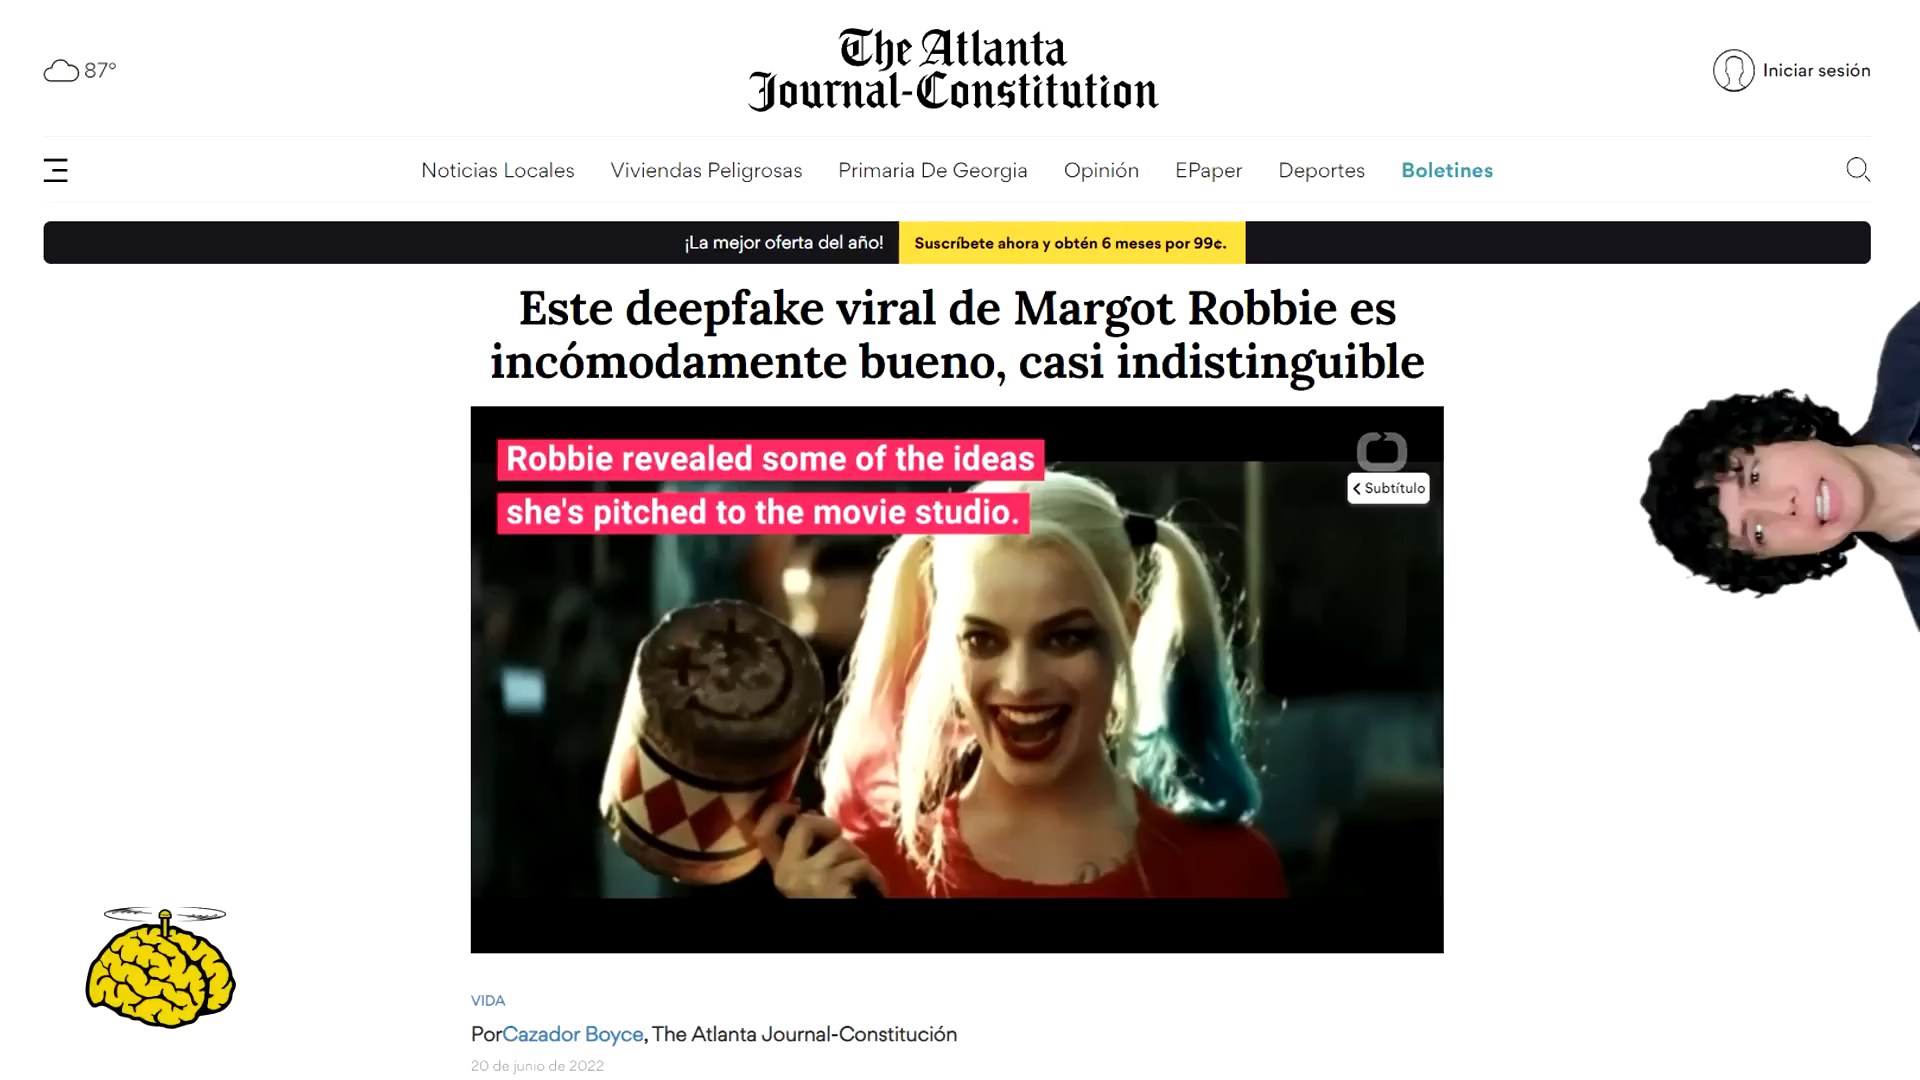 87°
The Atlanta
Journal-Constitution
Iniciar sesión
Noticias Locales Viviendas Peligrosas Primaria De Georgia Opinión EPaper Deportes Boletines
¡La mejor oferta del año! Suscríbete ahora y obtén 6 meses por 99¢.
Este deepfake viral de Margot Robbie es
incómodamente bueno, casi indistinguible
Robbie revealed some of the ideas
she's pitched to the movie studio.
Subtítulo
VIDA
PorCazador Boyce, The Atlanta Journal-Constitución
20 de junio de 2022